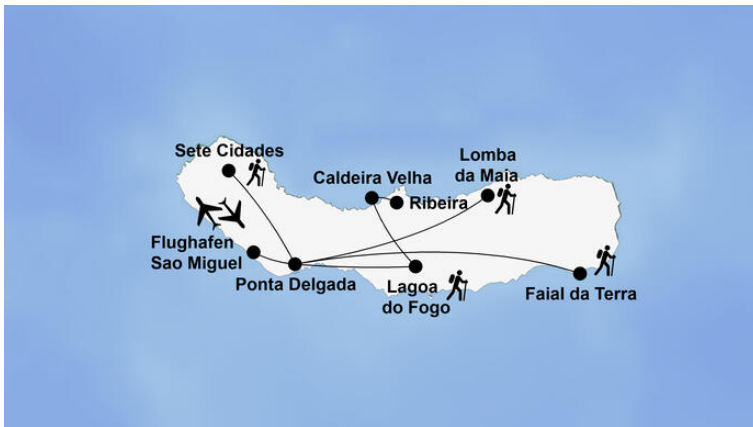 Sete Cidades
Caldeira Velha
Lomba
da Maia
Ribeira
Flughafen
Sao Miguel
Ponta Delgada
Lagoa
do Fogo
Faial da Terra